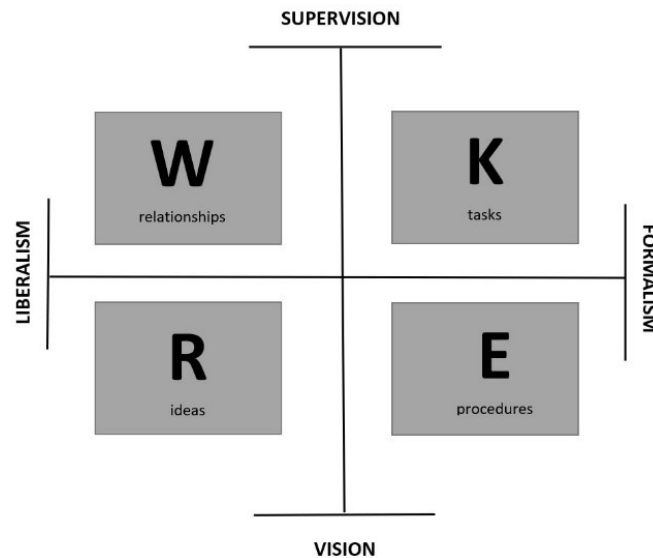 SUPERVISION
W
relationships
K
tasks
LIBERALISM
FORMALISM
R
ideas
E
procedures
VISION